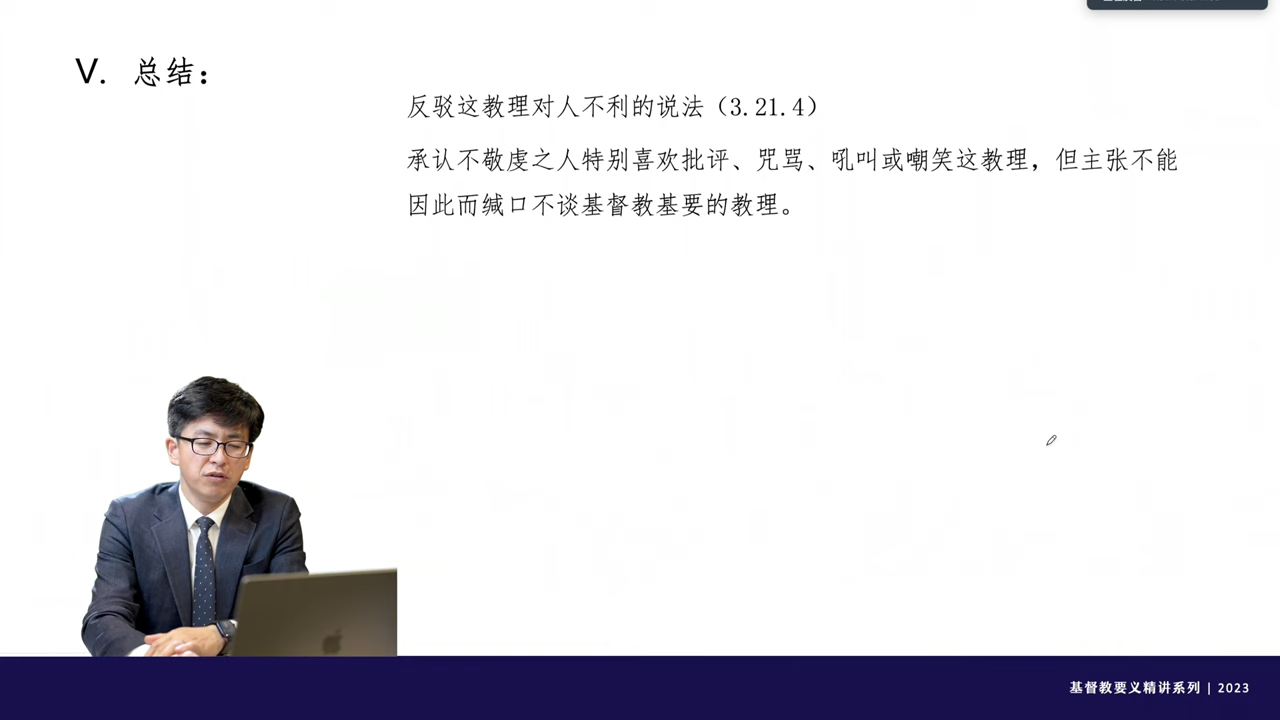 V. 总结：
反驳这教理对人不利的说法（3.21.4）
承认不敬虔之人特别喜欢批评、咒骂、吼叫或嘲笑这教理，但主张不能
因此而缄口不谈基督教基要的教理。
基督教要义精讲系列 | 2023